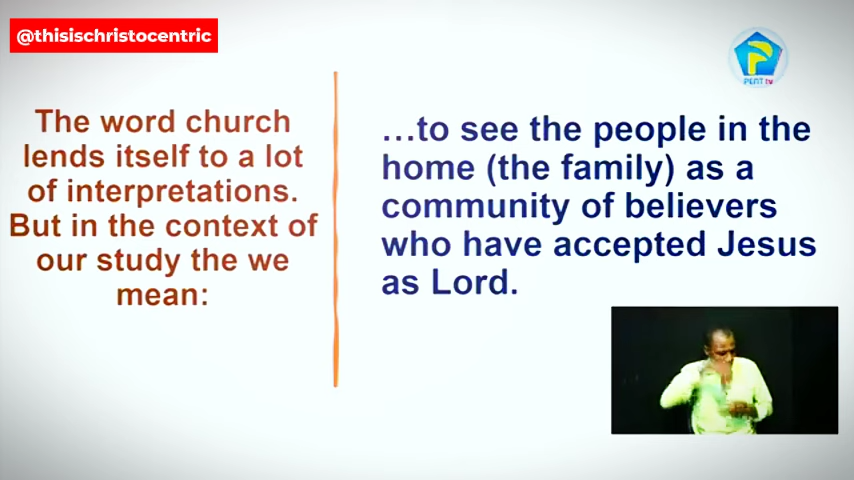 @thisischristocentric
PENT TV
The word church
lends itself to a lot
of interpretations.
But in the context of
our study the we
mean:
...to see the people in the
home (the family) as a
community of believers
who have accepted Jesus
as Lord.